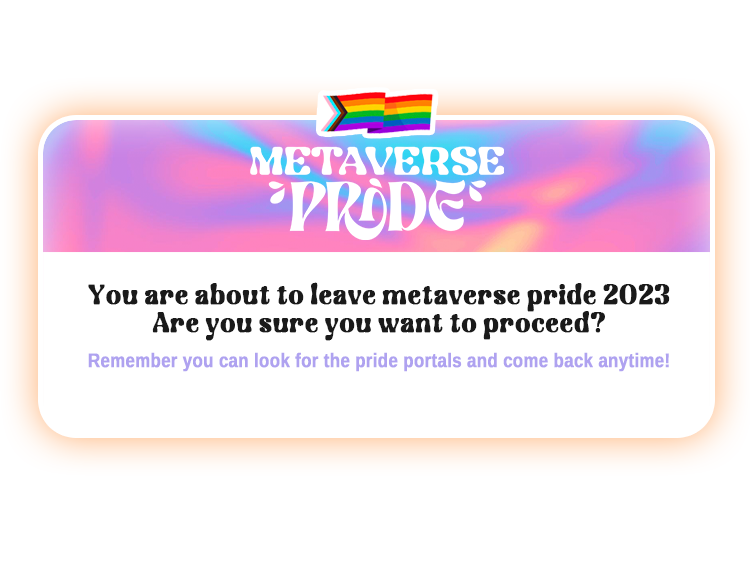 METAVERSE
PRIDE
You are about to leave metaverse pride 2023
Are you sure you want to proceed?
Remember you can look for the pride portals and come back anytime!